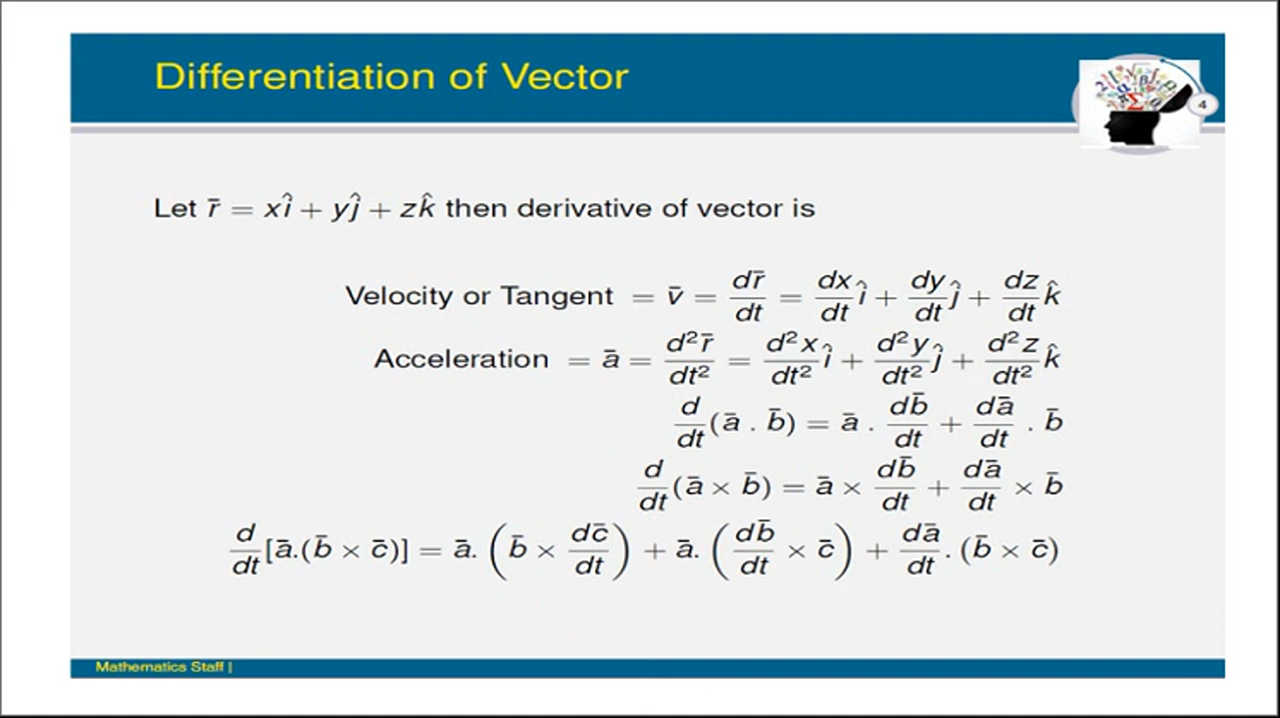 Differentiation of Vector
4
Let r̄ = xî + yĵ + zk̂ then derivative of vector is
Velocity or Tangent = v̄ = dr̄/dt = dx/dt î + dy/dt ĵ + dz/dt k̂
Acceleration = ā = d²r̄/dt² = d²x/dt² î + d²y/dt² ĵ + d²z/dt² k̂
d/dt (ā . b̄) = ā . db̄/dt + dā/dt . b̄
d/dt (ā × b̄) = ā × db̄/dt + dā/dt × b̄
d/dt [ā.(b̄ × c̄)] = ā. (b̄ × dc̄/dt) + ā. (db̄/dt × c̄) + dā/dt . (b̄ × c̄)
Mathematics Staff |